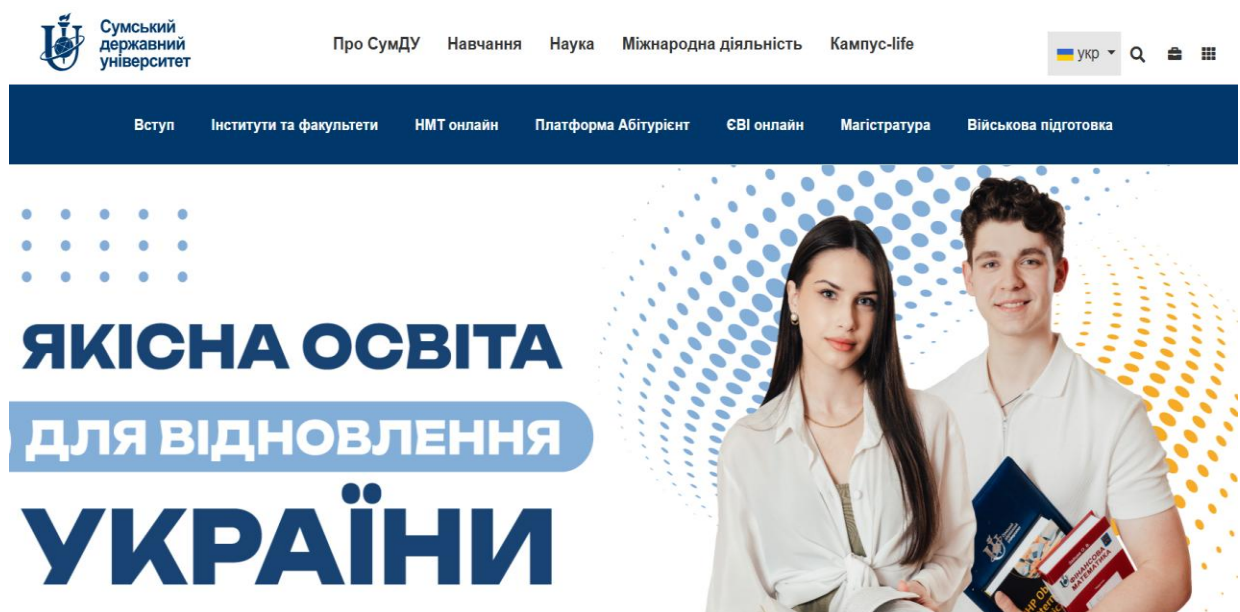 Сумський
державний
університет
Про СумДУ Навчання Наука Міжнародна діяльність Кампус-life
укр
Вступ Інститути та факультети НМТ онлайн Платформа Абітурієнт ЄВІ онлайн Магістратура Військова підготовка
ЯКІСНА ОСВІТА
ДЛЯ ВІДНОВЛЕННЯ
УКРАЇНИ
ФІНАНСОВА
МАТЕМАТИКА